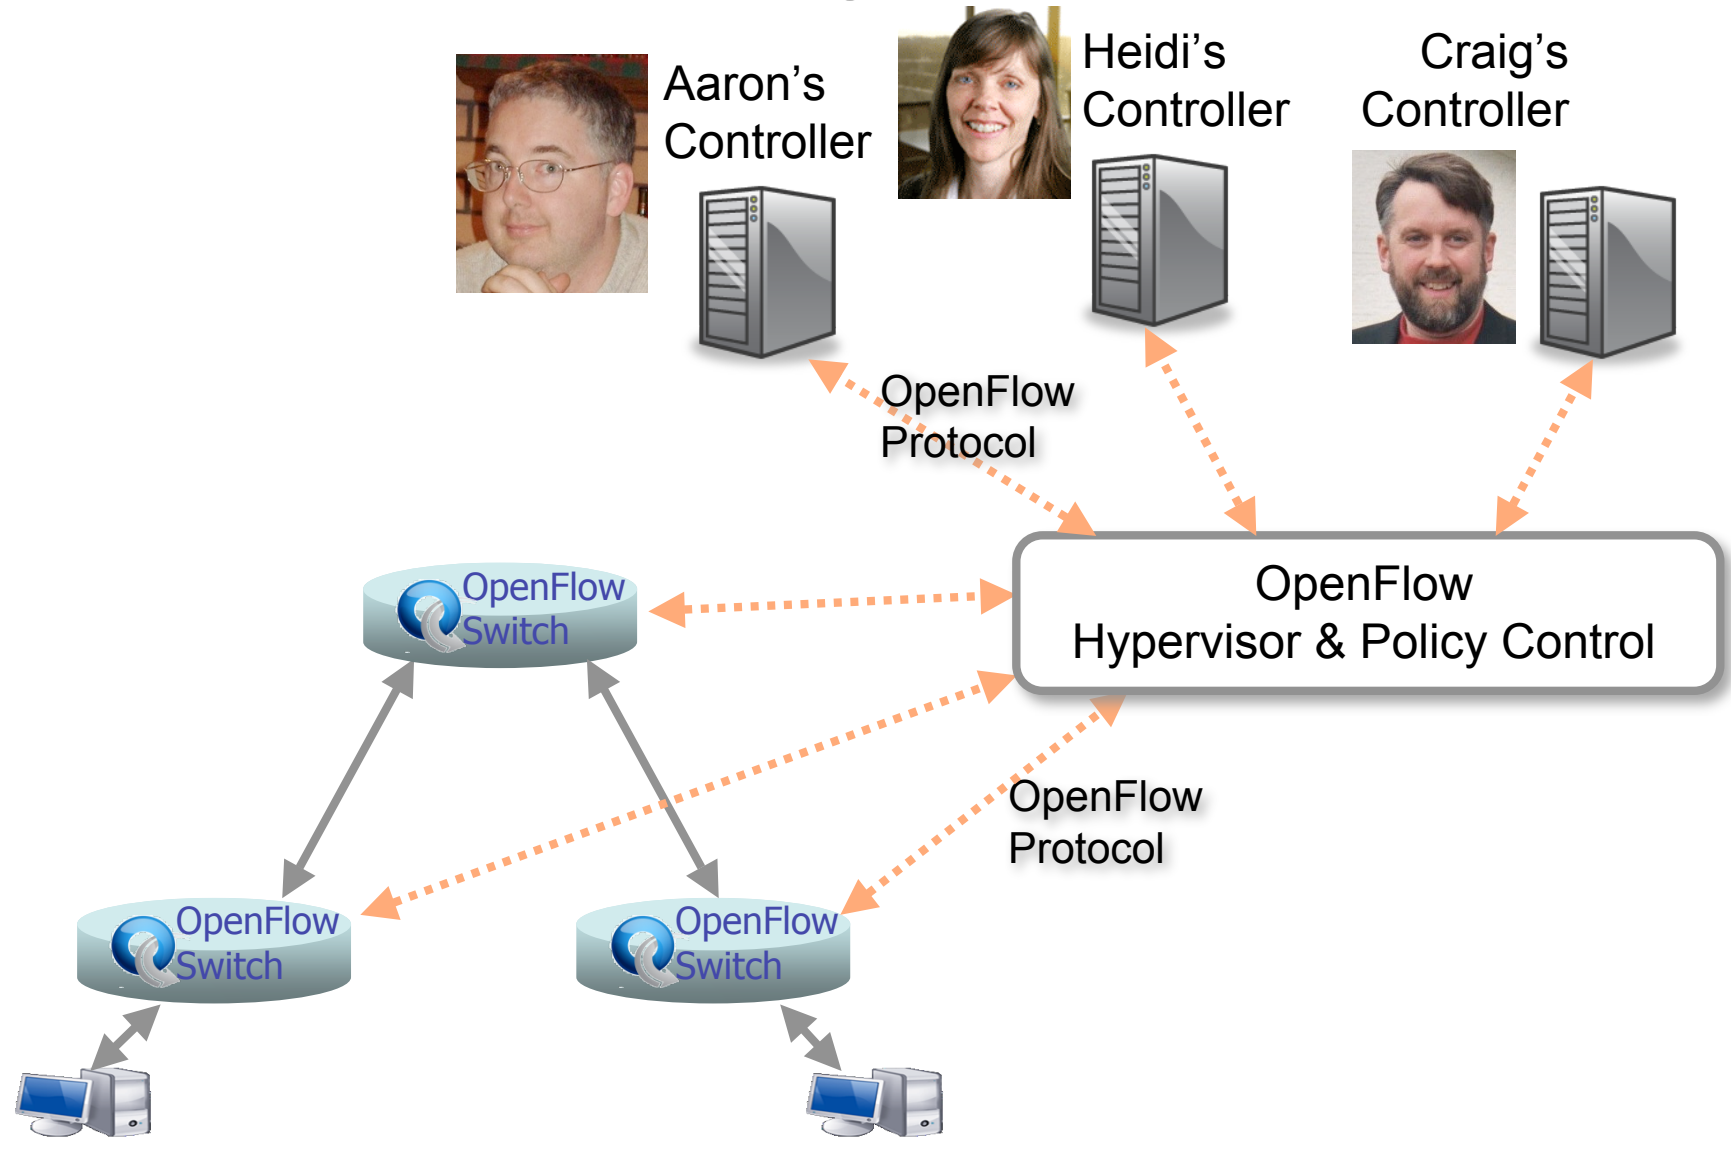 Aaron’s
Controller
Heidi’s
Controller
Craig’s
Controller
OpenFlow
Protocol
OpenFlow
Hypervisor & Policy Control
OpenFlow
Switch
OpenFlow
Protocol
OpenFlow
Switch
OpenFlow
Switch